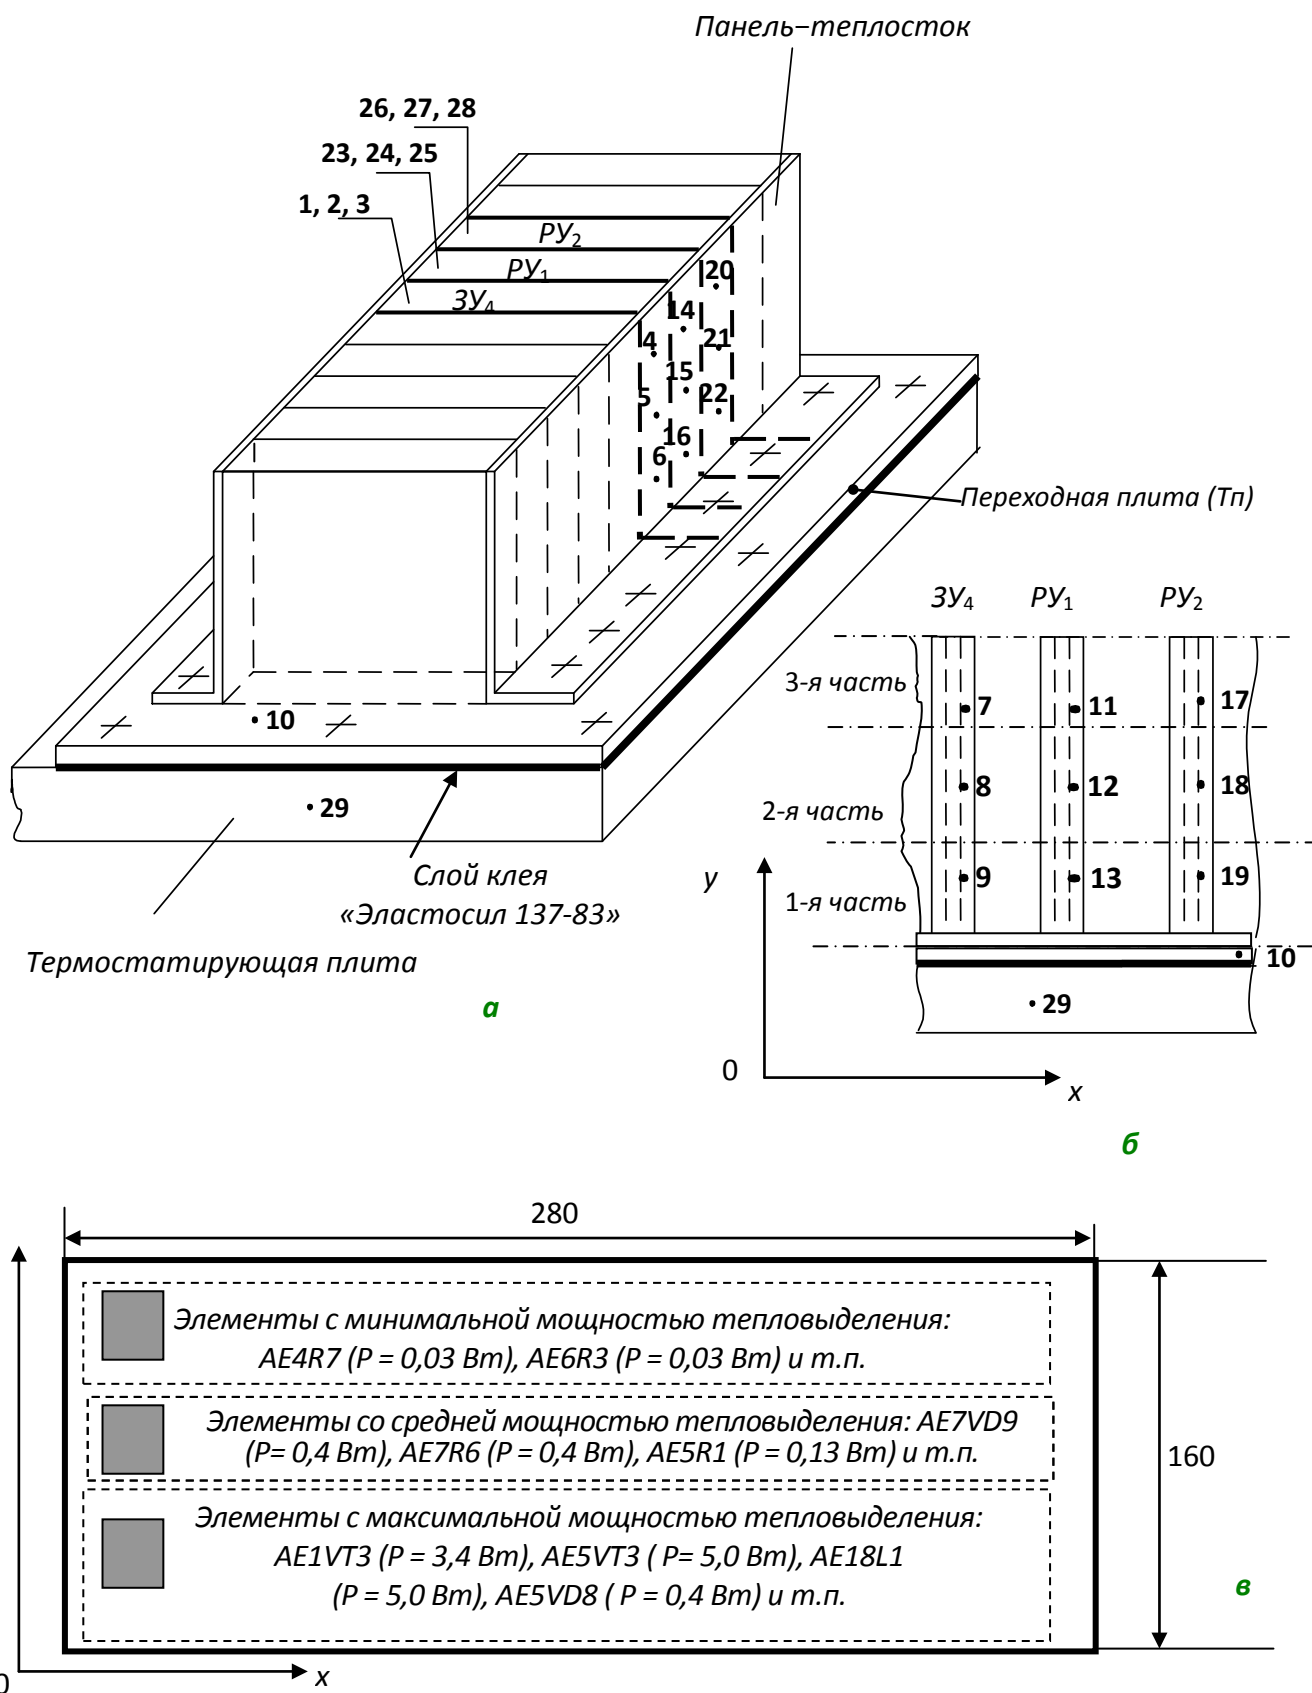 Панель–теплосток
26, 27, 28
23, 24, 25
1, 2, 3
РУ2
РУ1
ЗУ4
20
14
4
21
15
5
22
16
6
Переходная плита (Тп)
10
29
Слой клея
«Эластосил 137-83»
Термостатирующая плита
а
ЗУ4 РУ1 РУ2
3-я часть
7
11
17
2-я часть
8
12
18
1-я часть
9
13
19
10
29
y
0
x
б
280
Элементы с минимальной мощностью тепловыделения:
AE4R7 (P = 0,03 Вт), AE6R3 (P = 0,03 Вт) и т.п.
Элементы со средней мощностью тепловыделения: AE7VD9
(P= 0,4 Вт), AE7R6 (P = 0,4 Вт), AE5R1 (P = 0,13 Вт) и т.п.
160
Элементы с максимальной мощностью тепловыделения:
AE1VT3 (P = 3,4 Вт), AE5VT3 ( P= 5,0 Вт), AE18L1
(P = 5,0 Вт), AE5VD8 ( P = 0,4 Вт) и т.п.
в
0
x